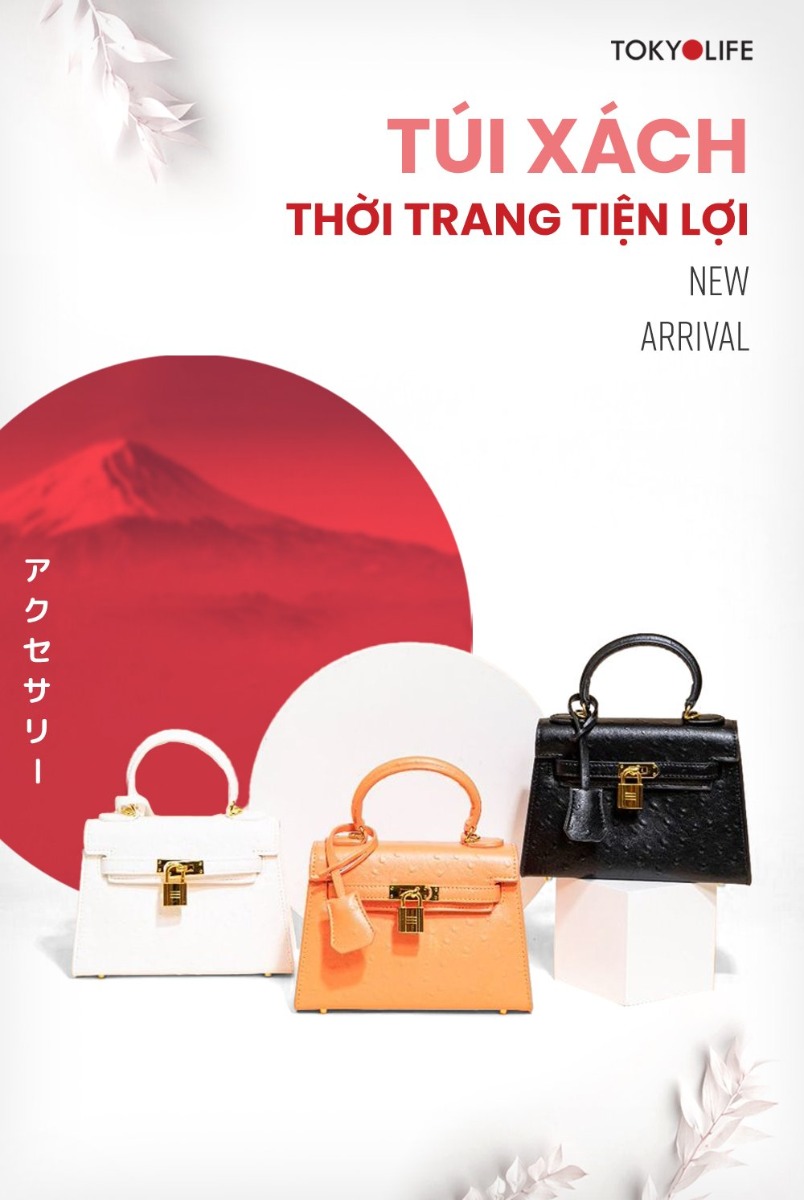 TOKYOLIFE
TÚI XÁCH
THỜI TRANG TIỆN LỢI
NEW
ARRIVAL
アクセサリー